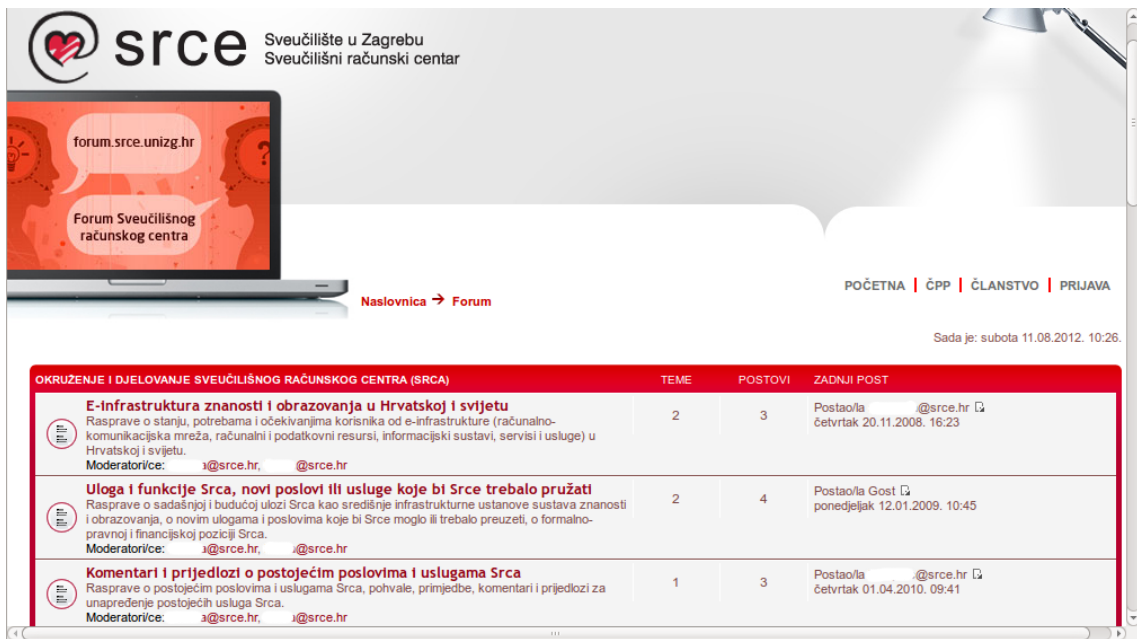 srce
Sveučilište u Zagrebu
Sveučilišni računski centar
forum.srce.unizg.hr
Forum Sveučilišnog
računskog centra
Naslovnica → Forum
POČETNA | ČPP | ČLANSTVO | PRIJAVA
Sada je: subota 11.08.2012. 10:26.
OKRUŽENJE I DJELOVANJE SVEUČILIŠNOG RAČUNSKOG CENTRA (SRCA) TEME POSTOVI ZADNJI POST
E-infrastruktura znanosti i obrazovanja u Hrvatskoj i svijetu
Rasprave o stanju, potrebama i očekivanjima korisnika od e-infrastrukture (računalno-
komunikacijska mreža, računalni i podatkovni resursi, informacijski sustavi, servisi i usluge) u
Hrvatskoj i svijetu.
Moderatori/ce: a@srce.hr, @srce.hr
2 3
Postao/la .@srce.hr
četvrtak 20.11.2008. 16:23
Uloga i funkcije Srca, novi poslovi ili usluge koje bi Srce trebalo pružati
Rasprave o sadašnjoj i budućoj ulozi Srca kao središnje infrastrukturne ustanove sustava znanosti
i obrazovanja, o novim ulogama i poslovima koje bi Srce moglo ili trebalo preuzeti, o formalno-
pravnoj i financijskoj poziciji Srca.
Moderatori/ce: @srce.hr, @srce.hr
2 4
Postao/la Gost
ponedjeljak 12.01.2009. 10:45
Komentari i prijedlozi o postojećim poslovima i uslugama Srca
Rasprave o postojećim poslovima i uslugama Srca, pohvale, primjedbe, komentari i prijedlozi za
unapređenje postojećih usluga Srca.
Moderatori/ce: @srce.hr, @srce.hr
1 3
Postao/la .@srce.hr
četvrtak 01.04.2010. 09:41